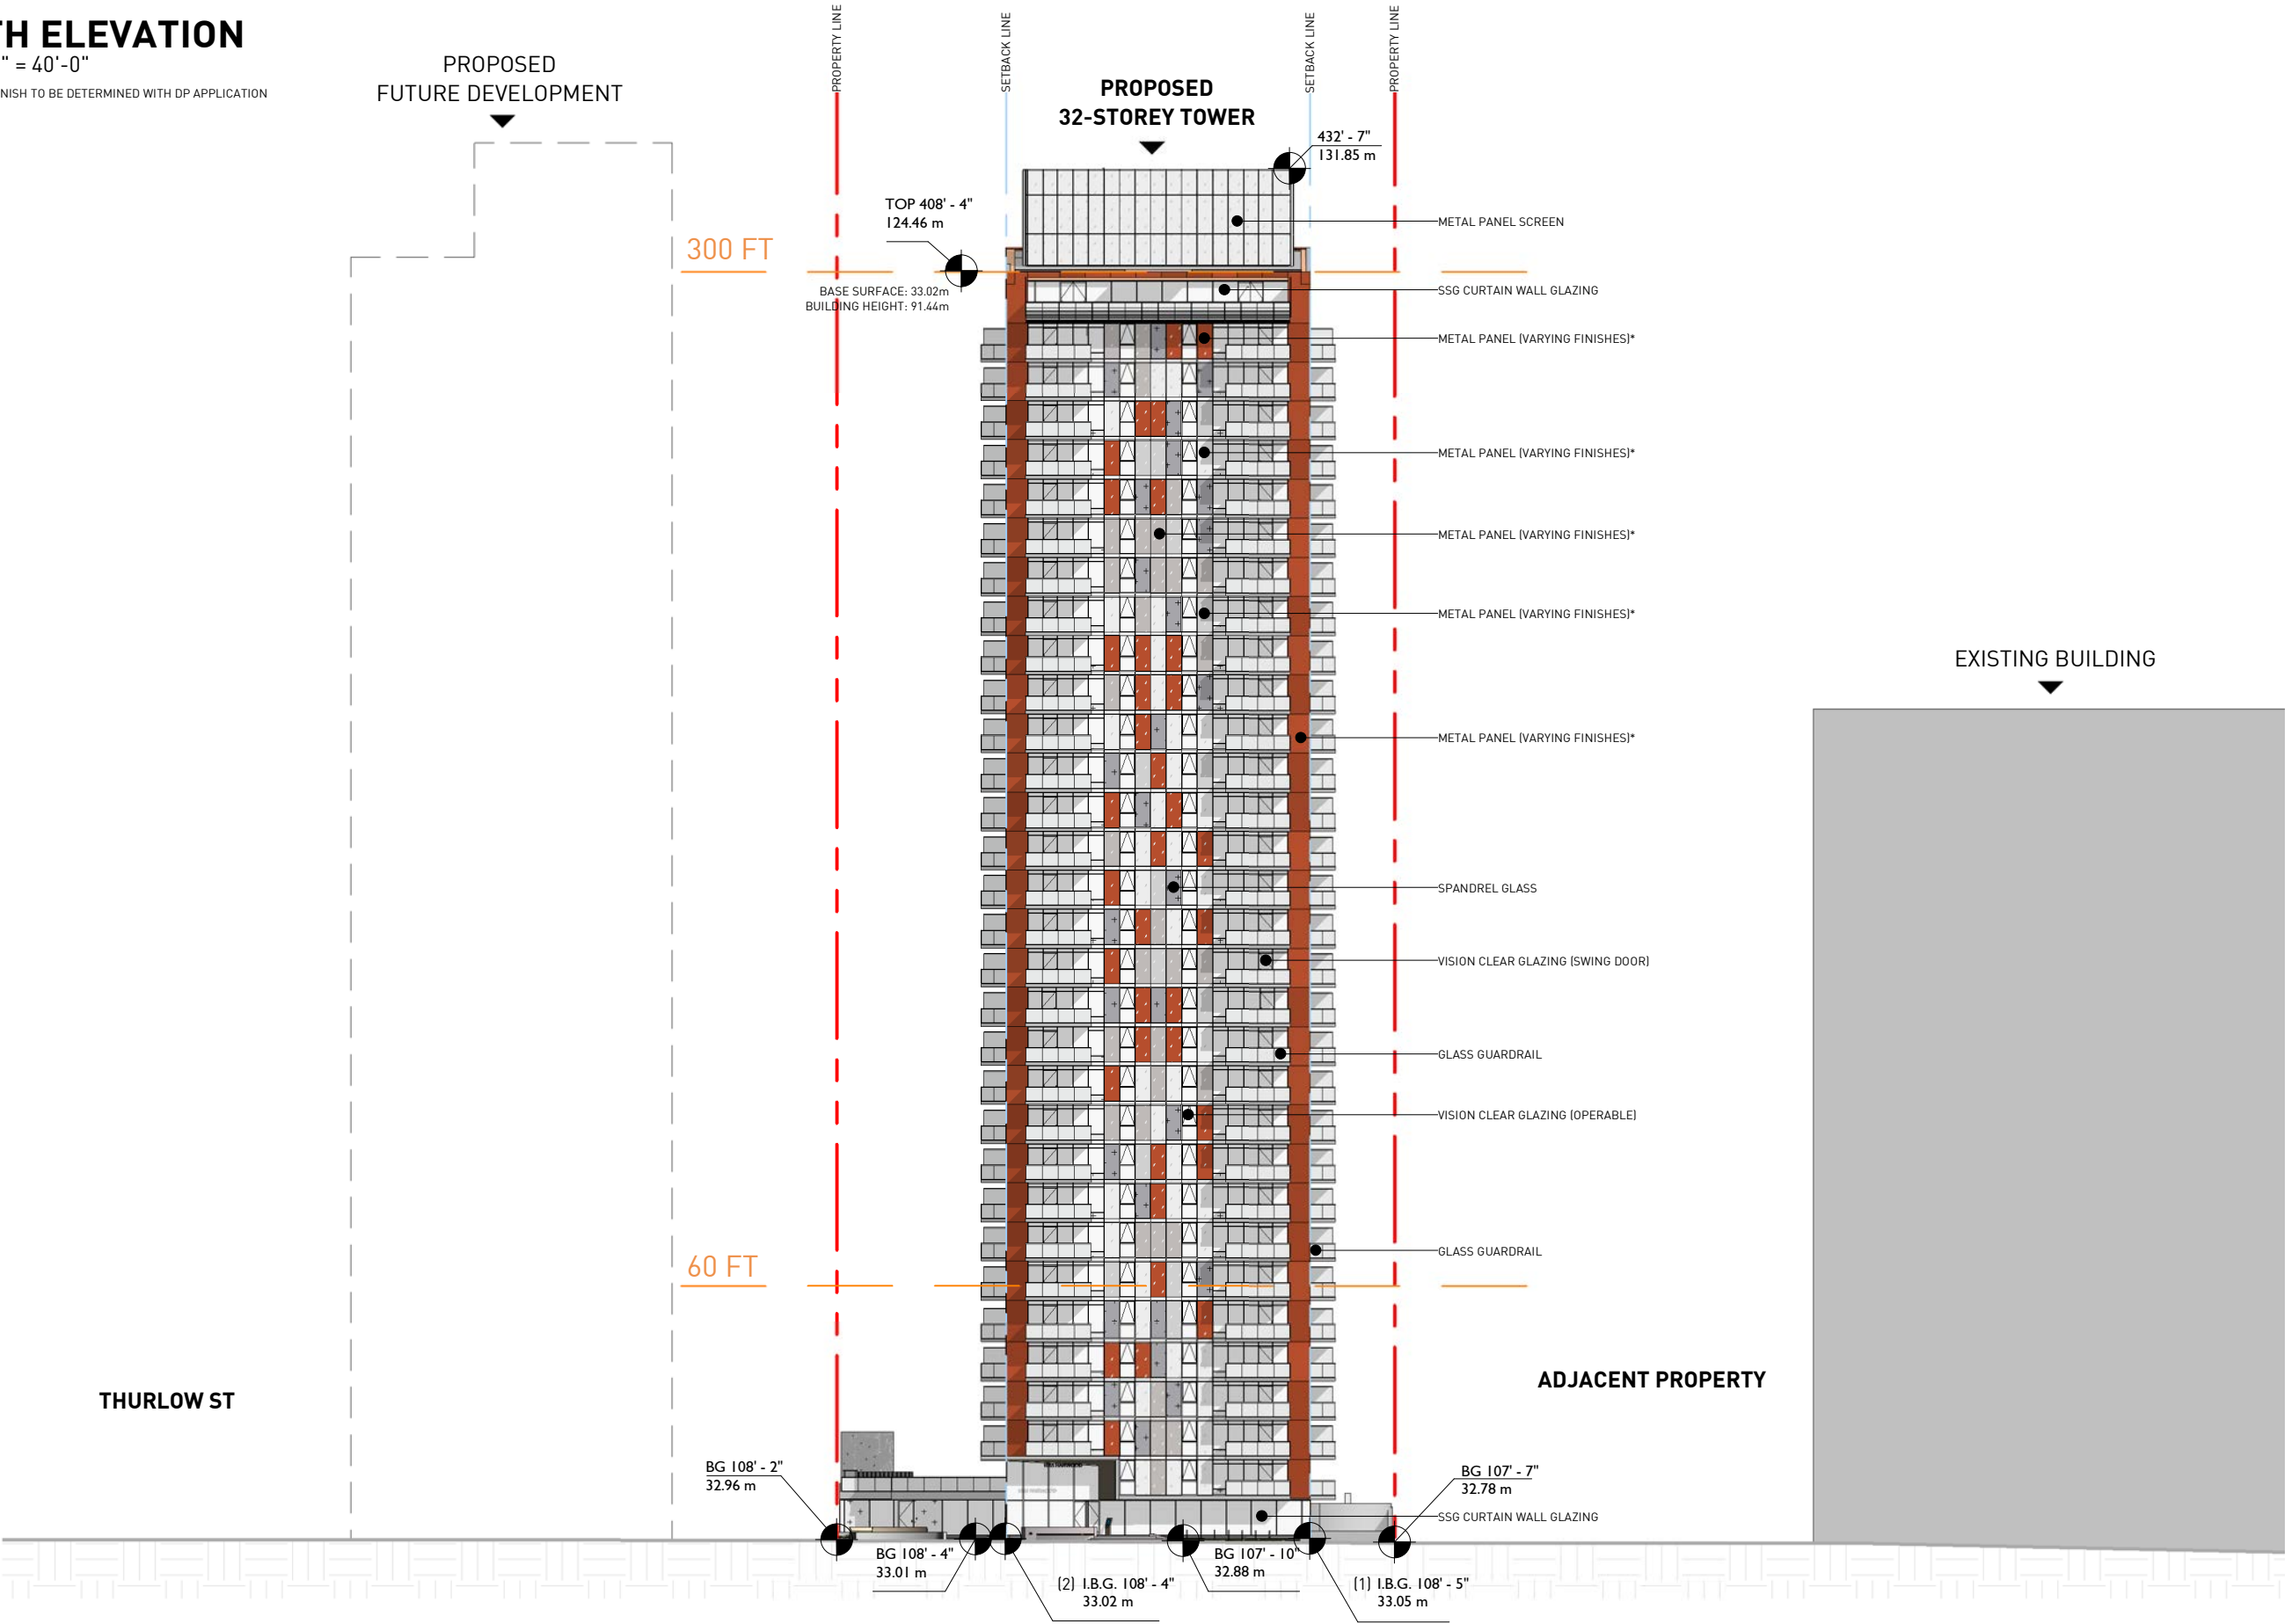 TH ELEVATION
" = 40'-0"
NISH TO BE DETERMINED WITH DP APPLICATION
PROPOSED
FUTURE DEVELOPMENT
PROPERTY LINE
SETBACK LINE
PROPOSED
32-STOREY TOWER
SETBACK LINE
PROPERTY LINE
432' - 7"
131.85 m
TOP 408' - 4"
124.46 m
METAL PANEL SCREEN
300 FT
BASE SURFACE: 33.02m
BUILDING HEIGHT: 91.44m
SSG CURTAIN WALL GLAZING
METAL PANEL (VARYING FINISHES)*
METAL PANEL (VARYING FINISHES)*
METAL PANEL (VARYING FINISHES)*
METAL PANEL (VARYING FINISHES)*
EXISTING BUILDING
METAL PANEL (VARYING FINISHES)*
SPANDREL GLASS
VISION CLEAR GLAZING (SWING DOOR)
GLASS GUARDRAIL
VISION CLEAR GLAZING (OPERABLE)
GLASS GUARDRAIL
60 FT
THURLOW ST
ADJACENT PROPERTY
BG 108' - 2"
32.96 m
BG 107' - 7"
32.78 m
SSG CURTAIN WALL GLAZING
BG 108' - 4"
33.01 m
BG 107' - 10"
32.88 m
(2) I.B.G. 108' - 4"
33.02 m
(1) I.B.G. 108' - 5"
33.05 m